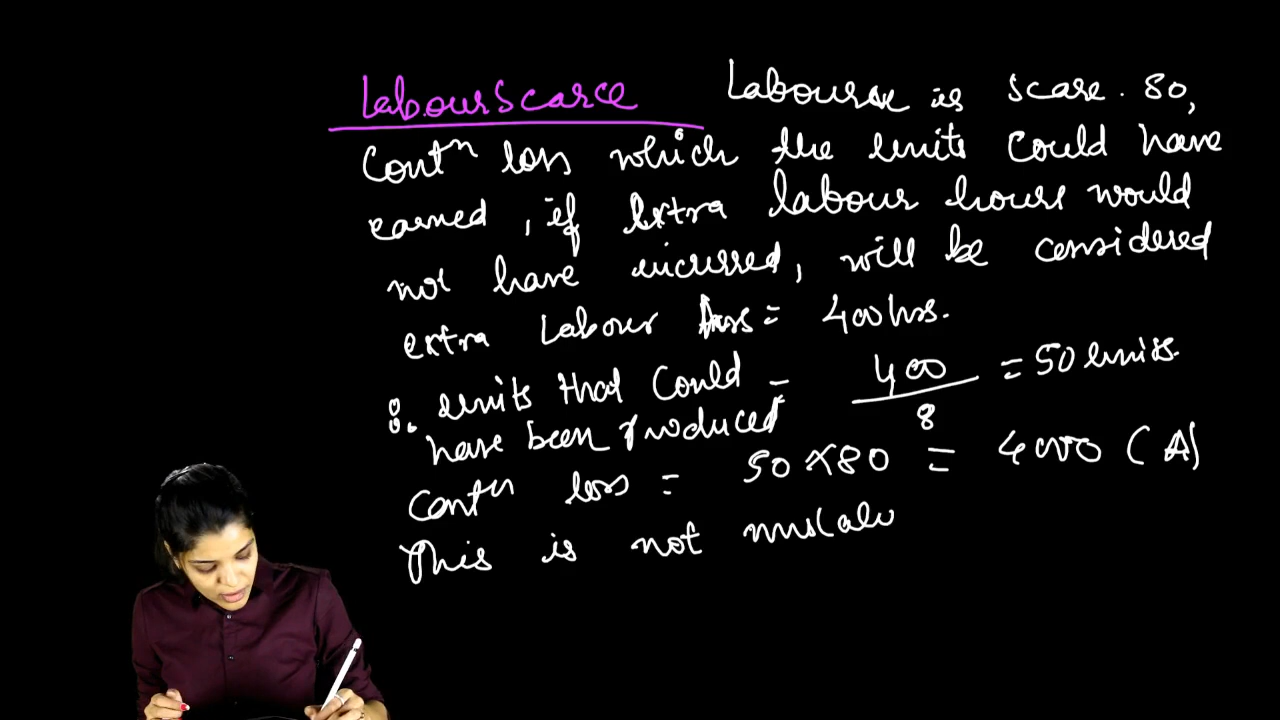 Labour Scarce Labour is scare. So,
Contn loss which the units could have
earned, if extra labour hours would
not have incurred, will be considered
extra Labour hrs = 400 hrs.
∴ units that Could have been produced = 400/8 = 50 units.
Contn loss = 50 x 80 = 4000 (A)
This is not